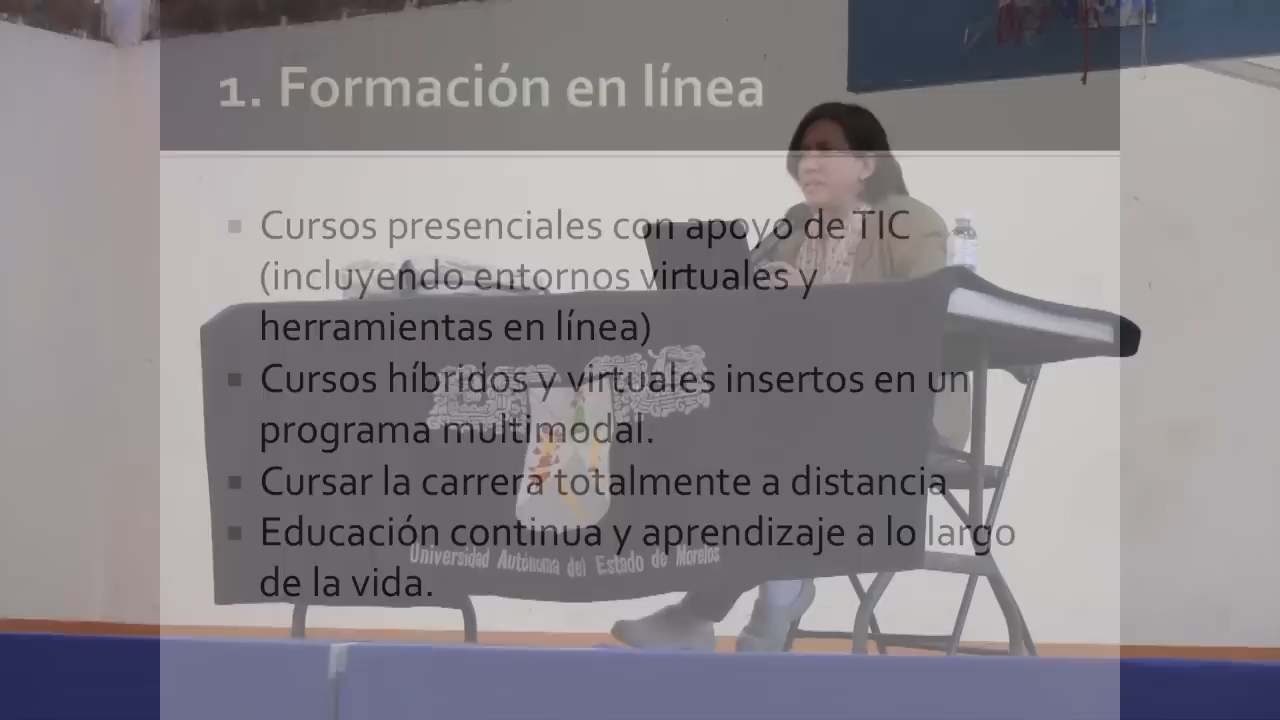 1. Formación en línea
Cursos presenciales con apoyo de TIC
(incluyendo entornos virtuales y
herramientas en línea)
Cursos híbridos y virtuales insertos en un
programa multimodal.
Cursar la carrera totalmente a distancia
Educación continua y aprendizaje a lo largo
de la vida.
Universidad Autónoma del Estado de Morelos